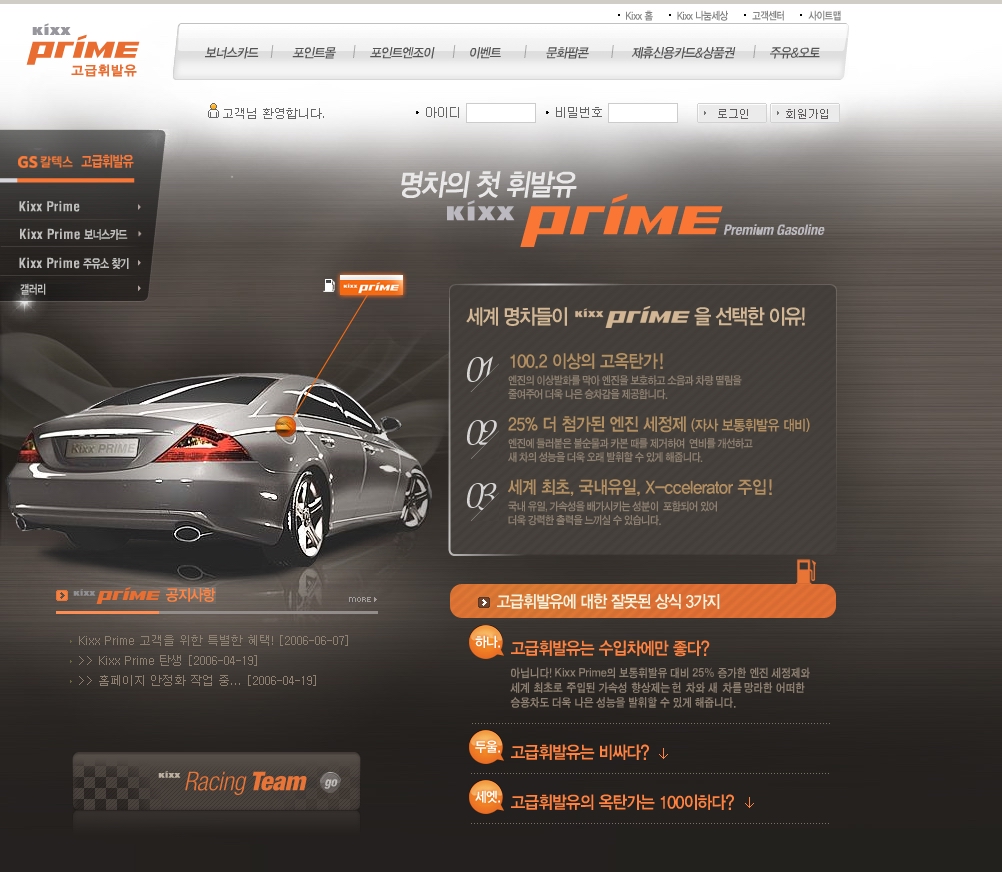 Kixx 홈
Kixx 나눔세상
고객센터
사이트맵
Kixx
príme
고급휘발유
보너스카드
포인트몰
포인트엔조이
이벤트
문화팝콘
제휴신용카드&상품권
주유&오토
고객님 환영합니다.
아이디
비밀번호
로그인
회원가입
GS칼텍스 고급휘발유
Kixx Prime
Kixx Prime 보너스카드
Kixx Prime 주유소 찾기
갤러리
명차의 첫 휘발유
Kixx príme Premium Gasoline
Kixx príme
Kixx PRIME
세계 명차들이 Kixx príme 을 선택한 이유!
01 100.2 이상의 고옥탄가!
엔진의 이상발화를 막아 엔진을 보호하고 소음과 차량 떨림을
줄여주어 더욱 나은 승차감을 제공합니다.
02 25% 더 첨가된 엔진 세정제 (자사 보통휘발유 대비)
엔진에 들러붙은 불순물과 카본 때를 제거하여 연비를 개선하고
새 차의 성능을 더욱 오래 발휘할 수 있게 해줍니다.
03 세계 최초, 국내유일, X-ccelerator 주입!
국내 유일, 가속성을 배가시키는 성분이 포함되어 있어
더욱 강력한 출력을 느끼실 수 있습니다.
Kixx príme 공지사항
MORE
Kixx Prime 고객을 위한 특별한 혜택! [2006-06-07]
>> Kixx Prime 탄생 [2006-04-19]
>> 홈페이지 안정화 작업 중... [2006-04-19]
Kixx Racing Team go
고급휘발유에 대한 잘못된 상식 3가지
하나. 고급휘발유는 수입차에만 좋다?
아닙니다! Kixx Prime의 보통휘발유 대비 25% 증가한 엔진 세정제와
세계 최초로 주입된 가속성 향상제는 헌 차와 새 차를 망라한 어떠한
승용차도 더욱 나은 성능을 발휘할 수 있게 해줍니다.
두울. 고급휘발유는 비싸다? ↓
세엣. 고급휘발유의 옥탄가는 100이하다? ↓